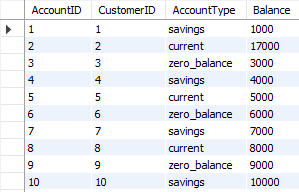 AccountID CustomerID AccountType Balance
1 1 savings 1000
2 2 current 17000
3 3 zero_balance 3000
4 4 savings 4000
5 5 current 5000
6 6 zero_balance 6000
7 7 savings 7000
8 8 current 8000
9 9 zero_balance 9000
10 10 savings 10000